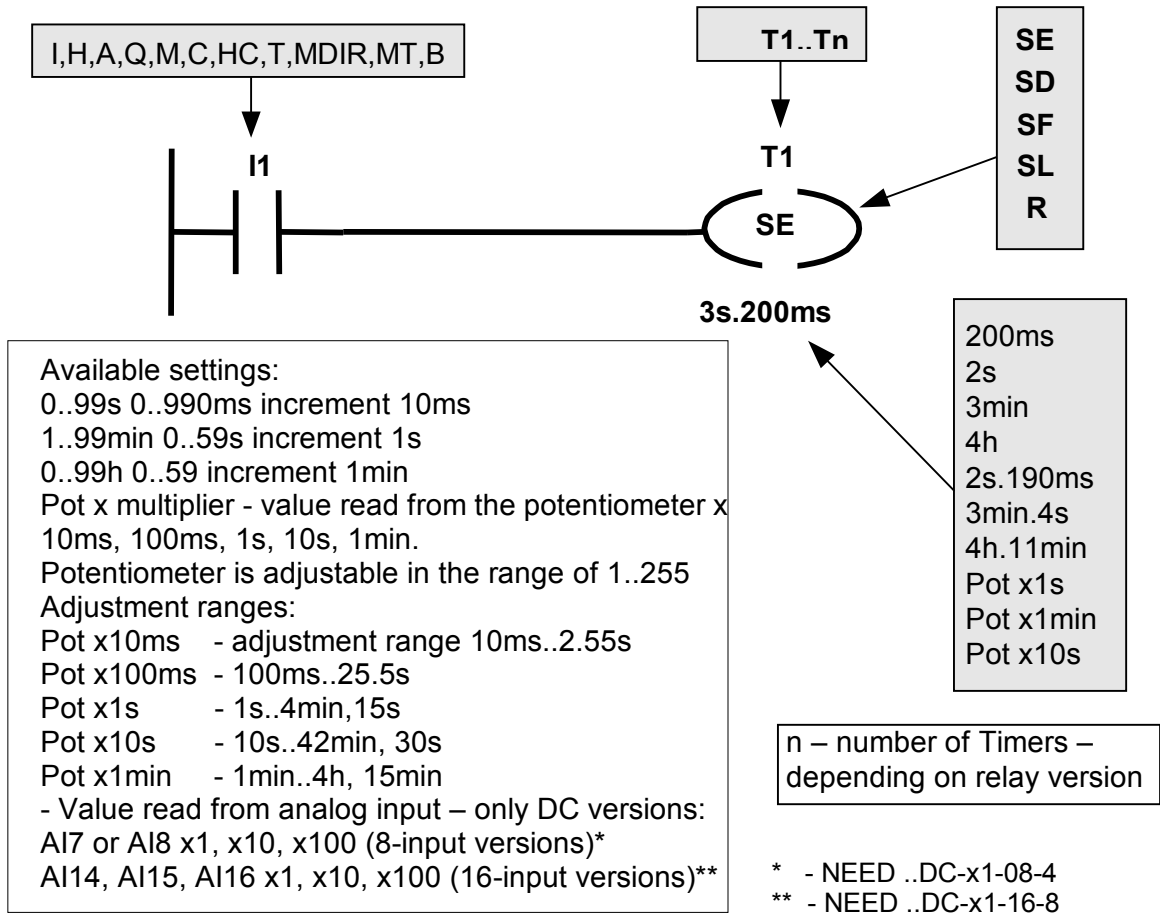 I,H,A,Q,M,C,HC,T,MDIR,MT,B
T1..Tn
SE
SD
SF
SL
R
I1
T1
SE
3s.200ms
200ms
2s
3min
4h
2s.190ms
3min.4s
4h.11min
Pot x1s
Pot x1min
Pot x10s
Available settings:
0..99s 0..990ms increment 10ms
1..99min 0..59s increment 1s
0..99h 0..59 increment 1min
Pot x multiplier - value read from the potentiometer x
10ms, 100ms, 1s, 10s, 1min.
Potentiometer is adjustable in the range of 1..255
Adjustment ranges:
Pot x10ms - adjustment range 10ms..2.55s
Pot x100ms - 100ms..25.5s
Pot x1s - 1s..4min,15s
Pot x10s - 10s..42min, 30s
Pot x1min - 1min..4h, 15min
- Value read from analog input – only DC versions:
AI7 or AI8 x1, x10, x100 (8-input versions)*
AI14, AI15, AI16 x1, x10, x100 (16-input versions)**
n – number of Timers –
depending on relay version
* - NEED ..DC-x1-08-4
** - NEED ..DC-x1-16-8